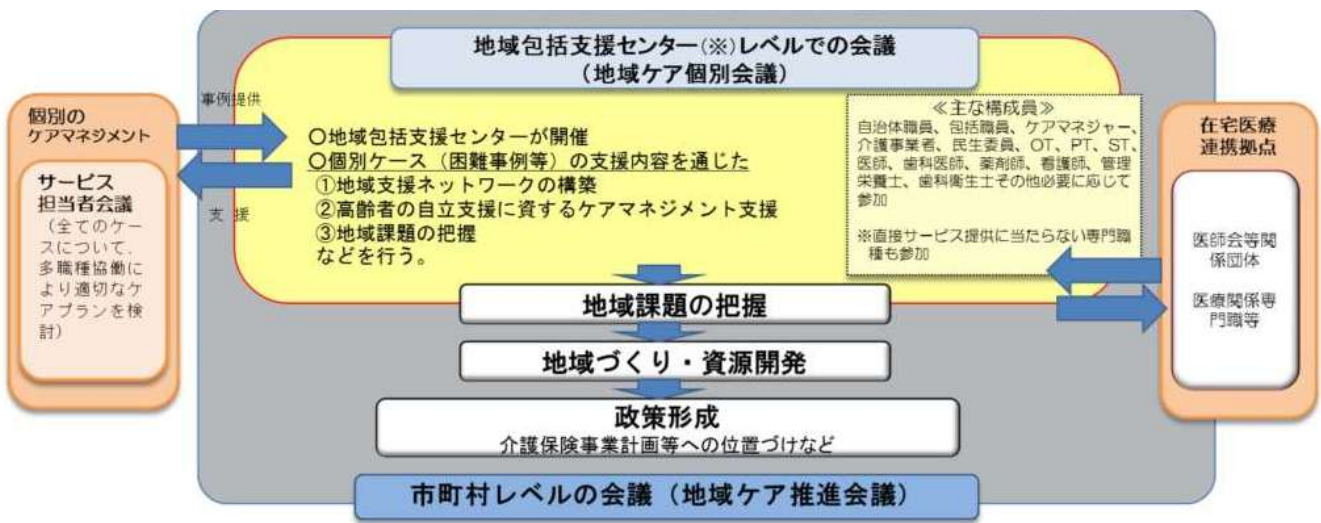 地域包括支援センター(※)レベルでの会議
（地域ケア個別会議）
事例提供
個別の
ケアマネジメント
サービス
担当者会議
（全てのケー
スについて、
多職種協働に
より適切なケ
アプランを検
討）
支 援
〇地域包括支援センターが開催
〇個別ケース（困難事例等）の支援内容を通じた
①地域支援ネットワークの構築
②高齢者の自立支援に資するケアマネジメント支援
③地域課題の把握
などを行う。
≪主な構成員≫
自治体職員、包括職員、ケアマネジャー、
介護事業者、民生委員、OT、PT、ST、
医師、歯科医師、薬剤師、看護師、管理
栄養士、歯科衛生士その他必要に応じて
参加
※直接サービス提供に当たらない専門職
種も参加
在宅医療
連携拠点
医師会等関
係団体
医療関係専
門職等
地域課題の把握
地域づくり・資源開発
政策形成
介護保険事業計画等への位置づけなど
市町村レベルの会議（地域ケア推進会議）